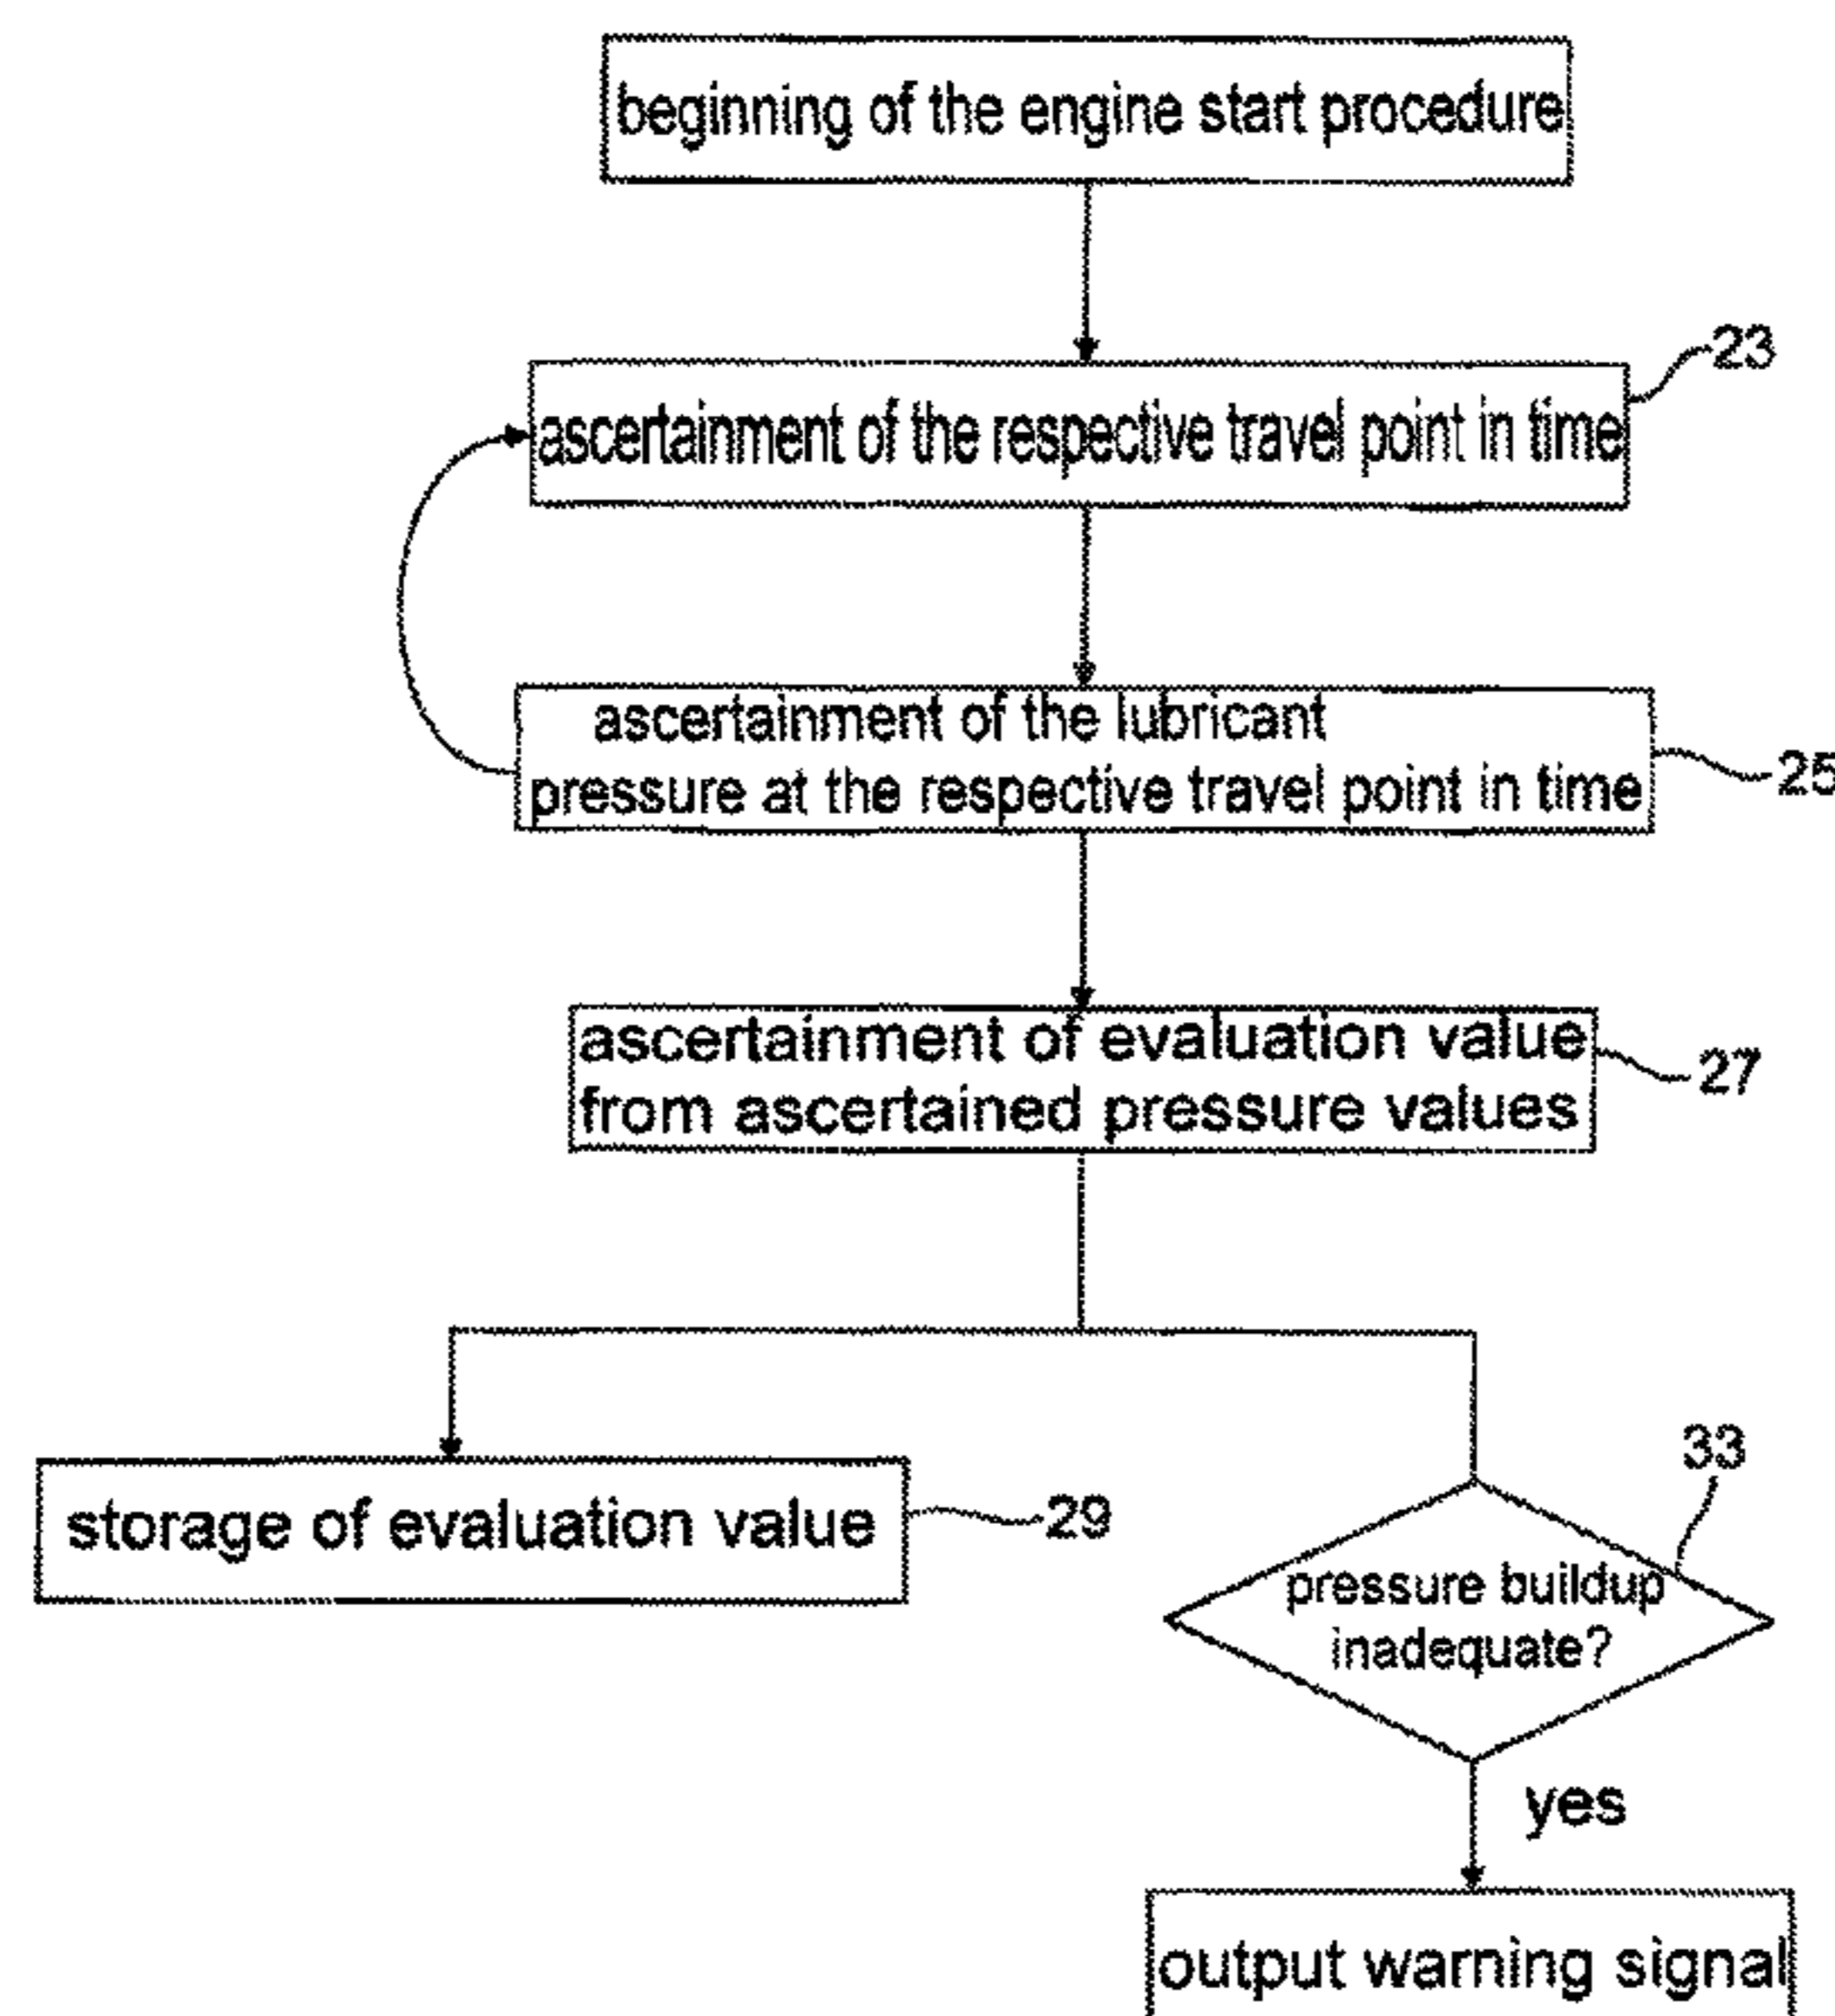 beginning of the engine start procedure
23
ascertainment of the respective travel point in time
ascertainment of the lubricant
pressure at the respective travel point in time
25
ascertainment of evaluation value
from ascertained pressure values
27
storage of evaluation value
29
33
pressure buildup
inadequate?
yes
output warning signal